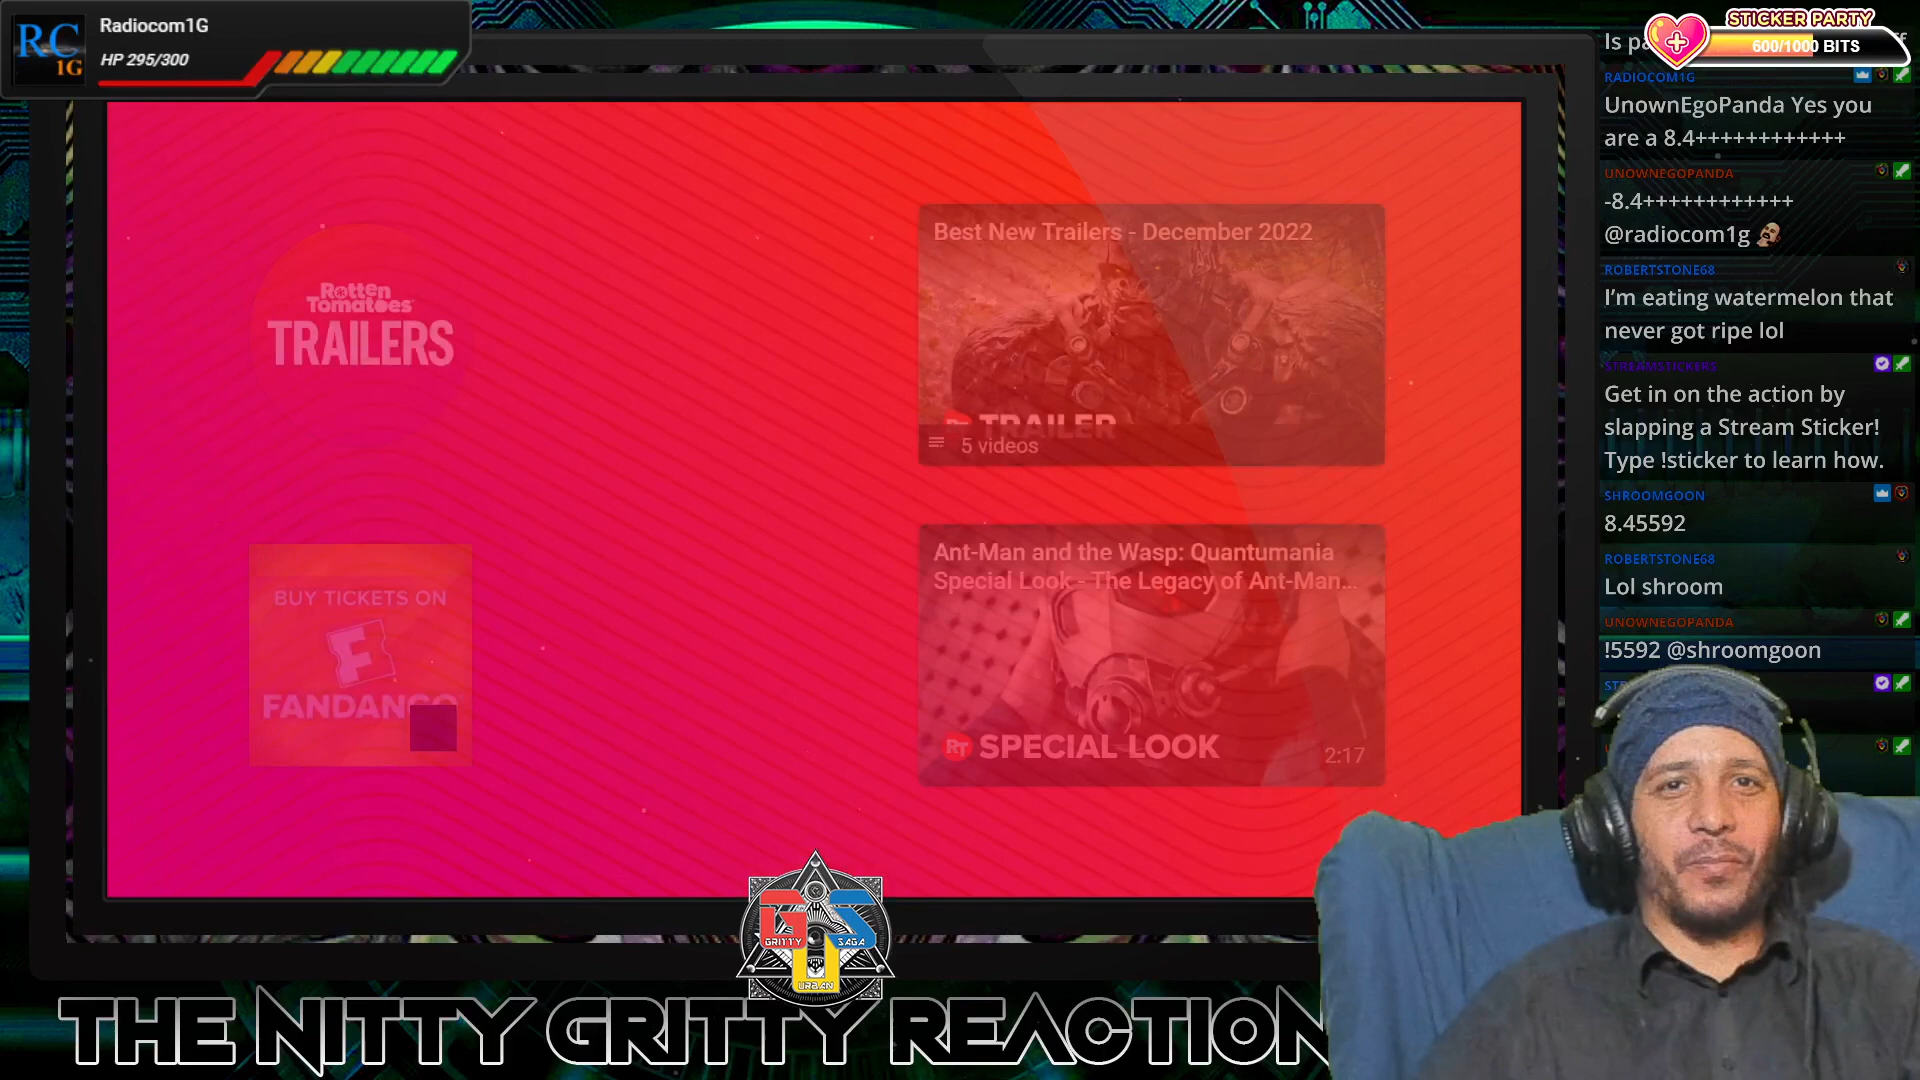 RC
1G
Radiocom1G
HP 295/300
Rotten
Tomatoes
TRAILERS
BUY TICKETS ON
F
FANDANGO
Best New Trailers - December 2022
TRAILER
5 videos
Ant-Man and the Wasp: Quantumania
Special Look - The Legacy of Ant-Man...
RT SPECIAL LOOK
2:17
GRITTY
SAGA
URBAN
THE NITTY GRITTY REACTION
STICKER PARTY
600/1000 BITS
Is
RADIOCOM1G
UnownEgoPanda Yes you
are a 8.4++++++++++++
UNOWNEGOPANDA
-8.4++++++++++++
@radiocom1g
ROBERTSTONE68
I'm eating watermelon that
never got ripe lol
STREAMSTICKERS
Get in on the action by
slapping a Stream Sticker!
Type !sticker to learn how.
SHROOMGOON
8.45592
ROBERTSTONE68
Lol shroom
UNOWNEGOPANDA
!5592 @shroomgoon